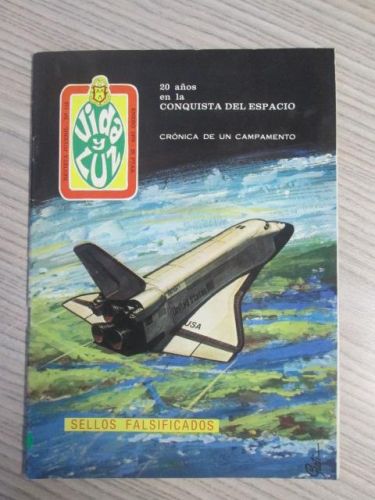 20 años
en la
CONQUISTA DEL ESPACIO
CRÓNICA DE UN CAMPAMENTO
Vida
y
Luz
USA
SELLOS FALSIFICADOS